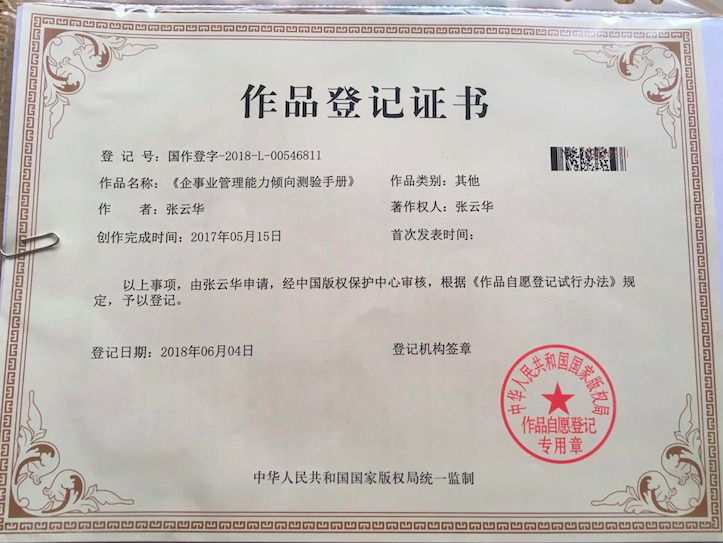 作品登记证书
登 记 号：国作登字-2018-L-00546811
作品名称：《企事业管理能力倾向测验手册》 作品类别：其他
作 者：张云华 著作权人：张云华
创作完成时间：2017年05月15日 首次发表时间：
以上事项，由张云华申请，经中国版权保护中心审核，根据《作品自愿登记试行办法》规
定，予以登记。
登记日期：2018年06月04日 登记机构签章
中华人民共和国国家版权局
作品自愿登记
专用章
中华人民共和国国家版权局统一监制